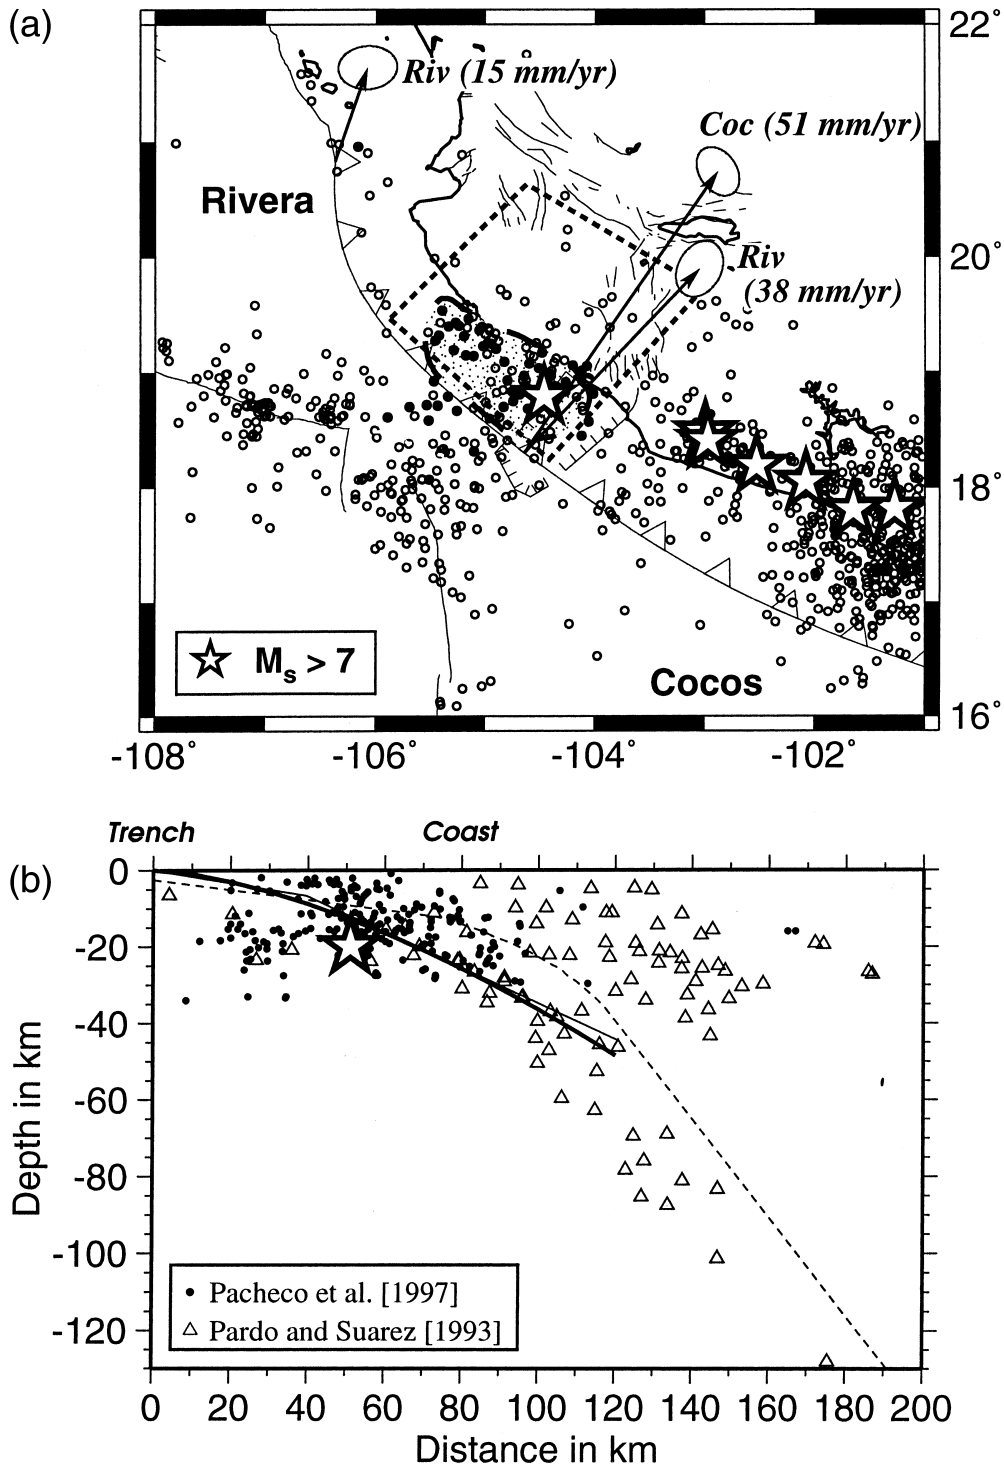 (a)
22°
Riv (15 mm/yr)
Coc (51 mm/yr)
Rivera
20°
Riv
(38 mm/yr)
18°
Ms > 7
Cocos
16°
-108° -106° -104° -102°
Trench Coast
(b)
0
-20
-40
-60
-80
-100
-120
Depth in km
Pacheco et al. [1997]
Pardo and Suarez [1993]
0 20 40 60 80 100 120 140 160 180 200
Distance in km